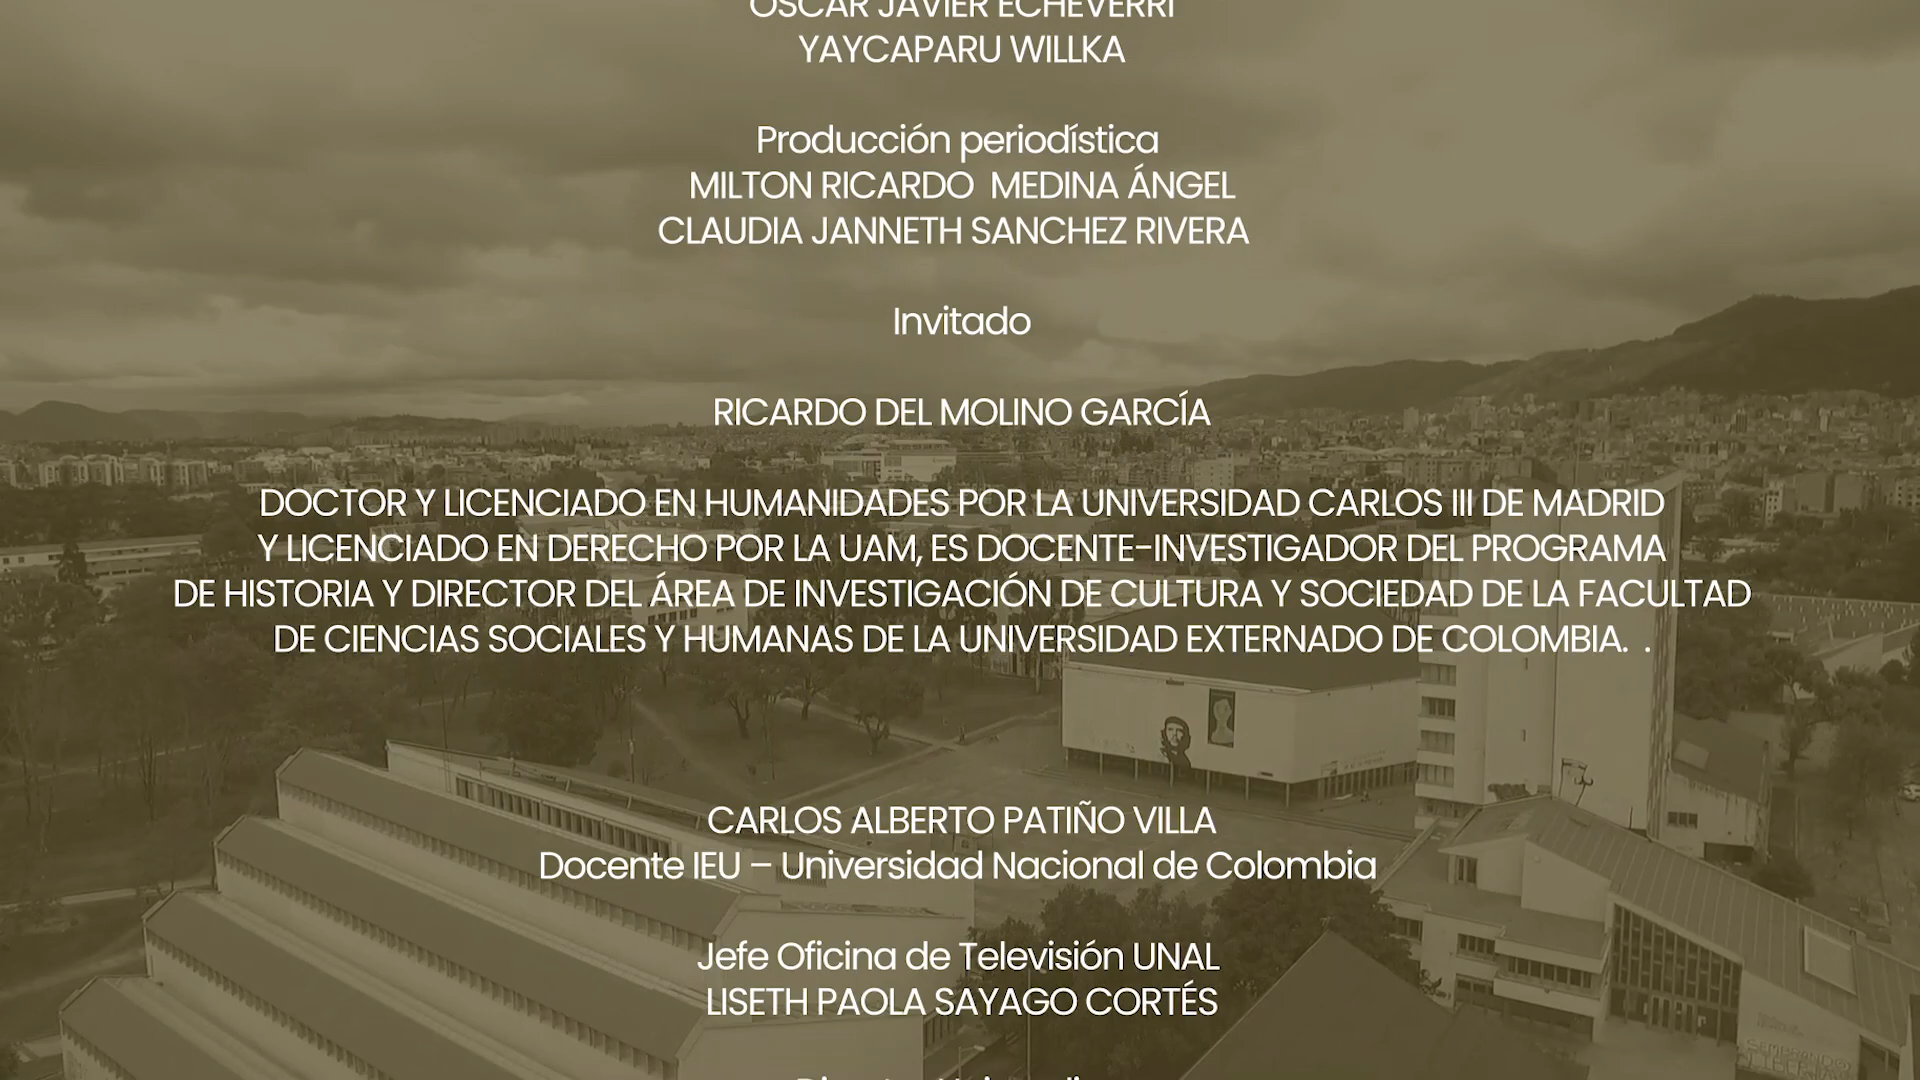 OSCAR JAVIER ECHEVERRI
YAYCAPARU WILLKA
Producción periodística
MILTON RICARDO  MEDINA ÁNGEL
CLAUDIA JANNETH SANCHEZ RIVERA
Invitado
RICARDO DEL MOLINO GARCÍA
DOCTOR Y LICENCIADO EN HUMANIDADES POR LA UNIVERSIDAD CARLOS III DE MADRID
Y LICENCIADO EN DERECHO POR LA UAM, ES DOCENTE-INVESTIGADOR DEL PROGRAMA
DE HISTORIA Y DIRECTOR DEL ÁREA DE INVESTIGACIÓN DE CULTURA Y SOCIEDAD DE LA FACULTAD
DE CIENCIAS SOCIALES Y HUMANAS DE LA UNIVERSIDAD EXTERNADO DE COLOMBIA.  .
CARLOS ALBERTO PATIÑO VILLA
Docente IEU – Universidad Nacional de Colombia
Jefe Oficina de Televisión UNAL
LISETH PAOLA SAYAGO CORTÉS